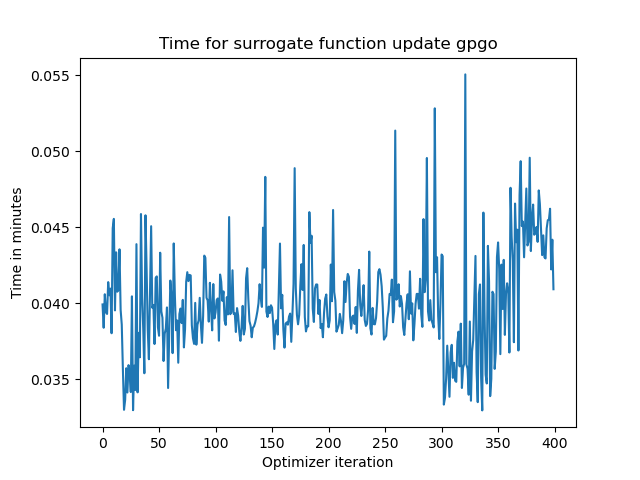 Time for surrogate function update gpgo
0.055
0.050
0.045
0.040
0.035
Time in minutes
0 50 100 150 200 250 300 350 400
Optimizer iteration